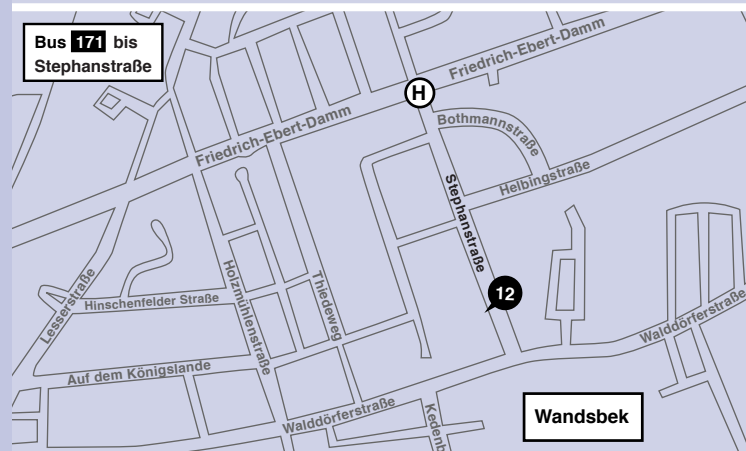 Bus 171 bis
Stephanstraße
Friedrich-Ebert-Damm
H
Bothmannstraße
Friedrich-Ebert-Damm
Helbingstraße
Stephanstraße
12
Lesserstraße
Hinschenfelder Straße
Holzmühlenstraße
Thiedeweg
Walddörferstraße
Auf dem Königslande
Walddörferstraße
Kedenb
Wandsbek